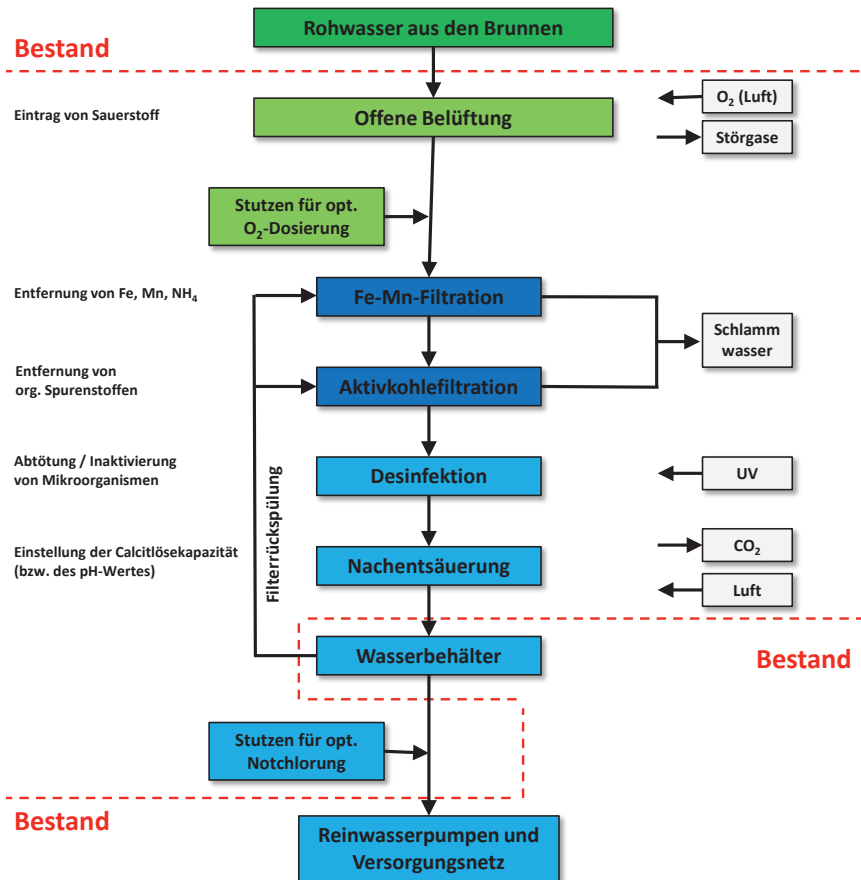 Rohwasser aus den Brunnen
Bestand
Eintrag von Sauerstoff
Offene Belüftung
O₂ (Luft)
Störgase
Stutzen für opt.
O₂-Dosierung
Entfernung von Fe, Mn, NH₄
Fe-Mn-Filtration
Schlamm
wasser
Entfernung von
org. Spurenstoffen
Aktivkohlefiltration
Abtötung / Inaktivierung
von Mikroorganismen
Desinfektion
UV
Filterrückspülung
Einstellung der Calcitlösekapazität
(bzw. des pH-Wertes)
Nachentsäuerung
CO₂
Luft
Wasserbehälter
Bestand
Stutzen für opt.
Notchlorung
Bestand
Reinwasserpumpen und
Versorgungsnetz